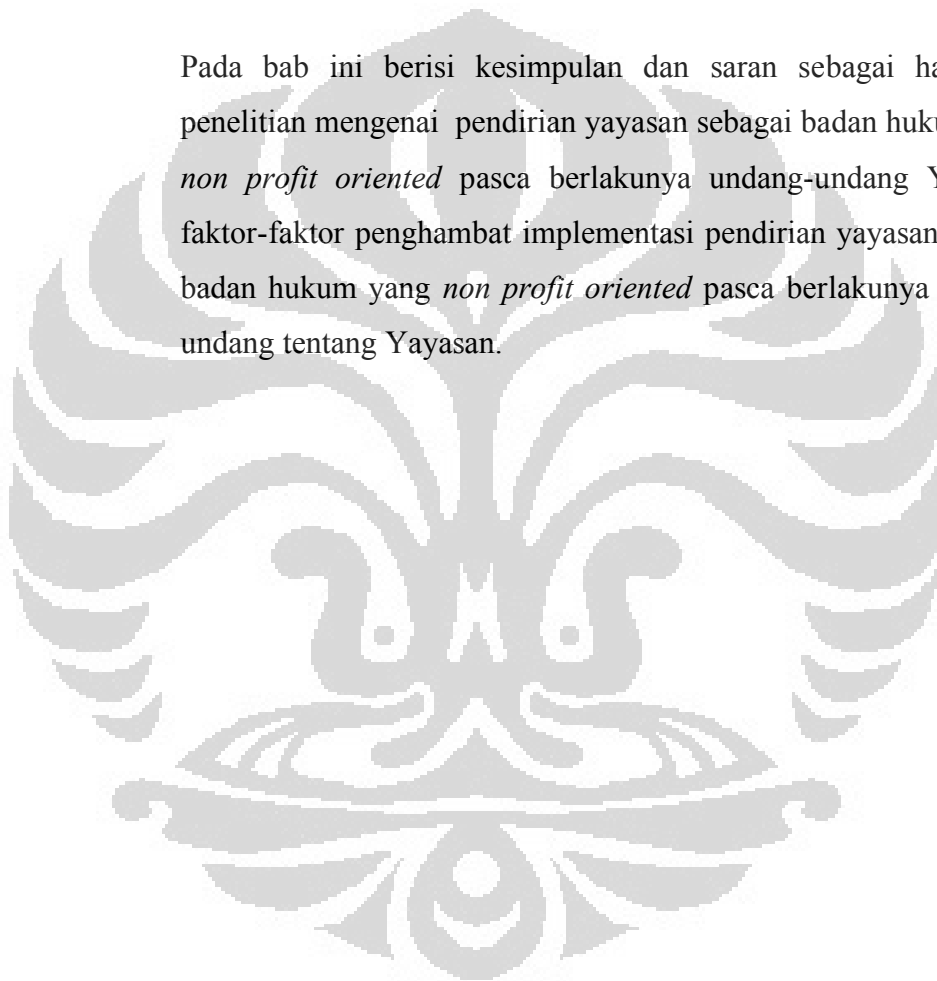 Pada bab ini berisi kesimpulan dan saran sebagai ha
penelitian mengenai pendirian yayasan sebagai badan huku
non profit oriented pasca berlakunya undang-undang Y
faktor-faktor penghambat implementasi pendirian yayasan
badan hukum yang non profit oriented pasca berlakunya
undang tentang Yayasan.